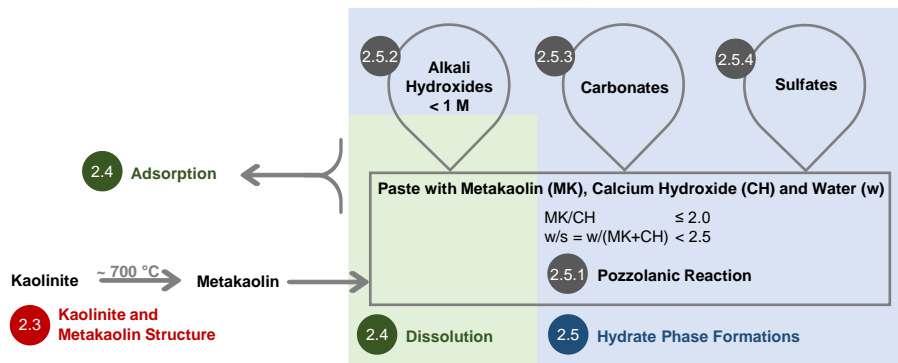 2.5.2
Alkali
Hydroxides
< 1 M
2.5.3
Carbonates
2.5.4
Sulfates
2.4 Adsorption
Paste with Metakaolin (MK), Calcium Hydroxide (CH) and Water (w)
MK/CH ≤ 2.0
w/s = w/(MK+CH) < 2.5
2.5.1 Pozzolanic Reaction
Kaolinite ~ 700 °C Metakaolin
2.3 Kaolinite and
Metakaolin Structure
2.4 Dissolution
2.5 Hydrate Phase Formations